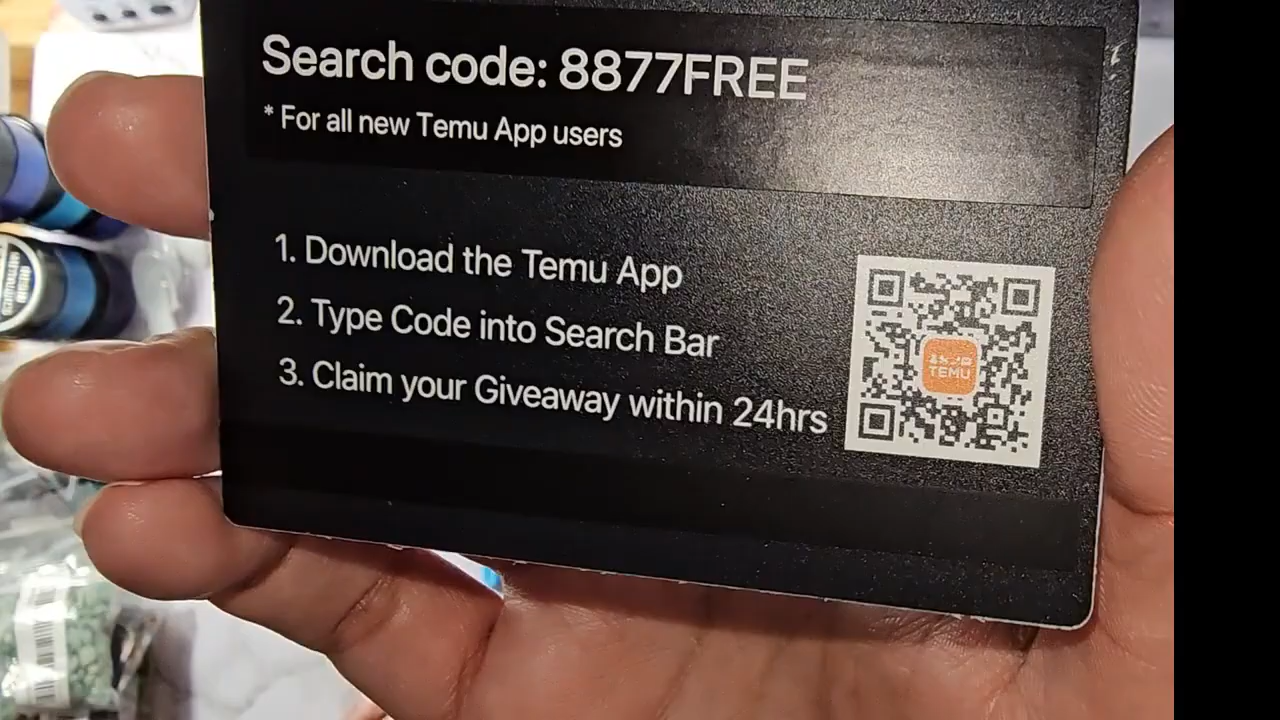 Search code: 8877FREE
* For all new Temu App users
1. Download the Temu App
2. Type Code into Search Bar
3. Claim your Giveaway within 24hrs
TEMU